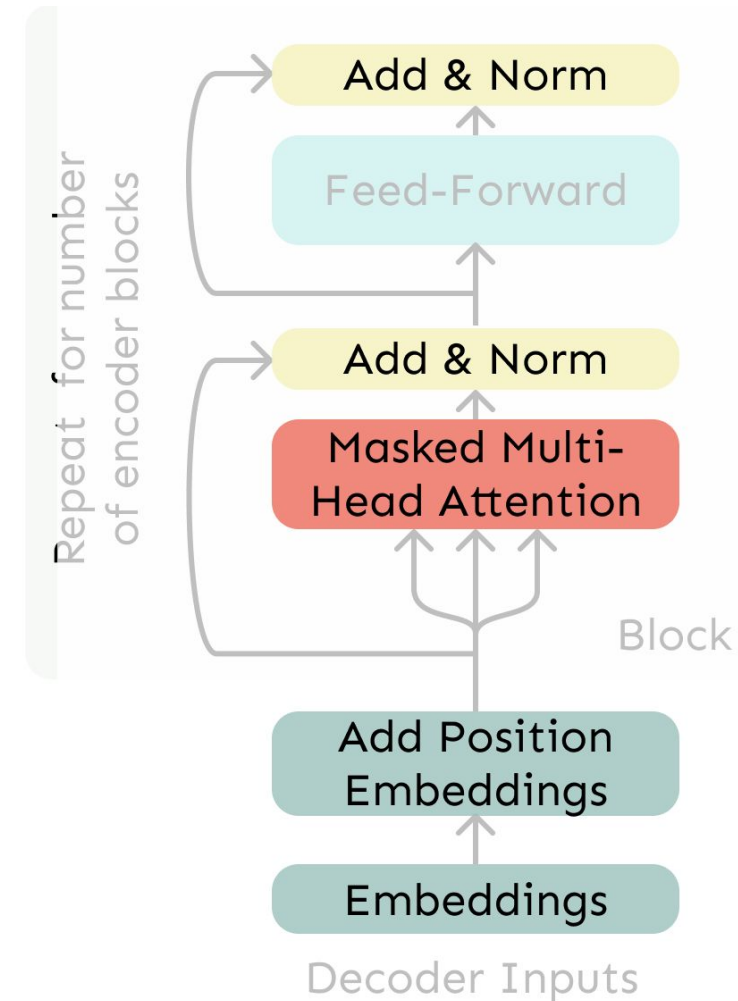 Add & Norm
Feed-Forward
Repeat for number
of encoder blocks
Add & Norm
Masked Multi-
Head Attention
Block
Add Position
Embeddings
Embeddings
Decoder Inputs